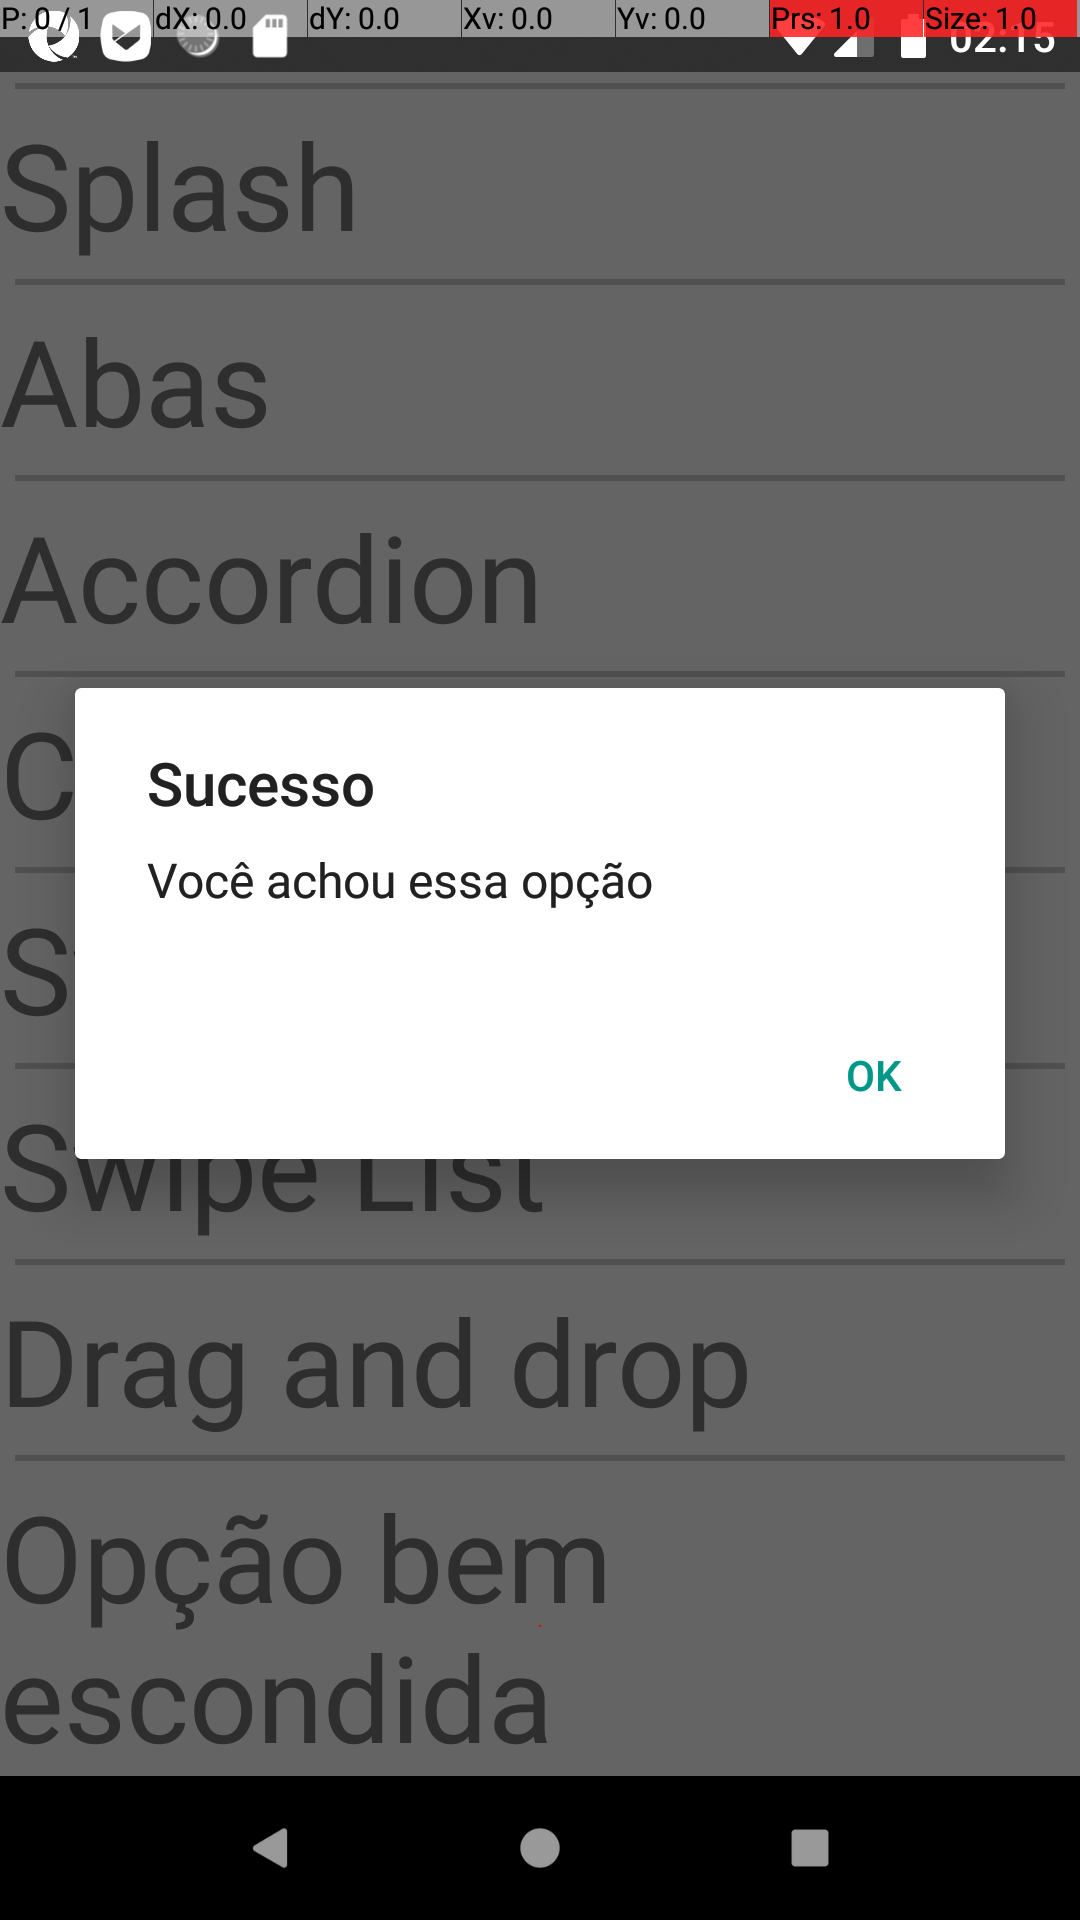 P: 0 / 1 dX: 0.0 dY: 0.0 Xv: 0.0 Yv: 0.0 Prs: 1.0 Size: 1.0
02:15
Splash
Abas
Accordion
C
S
Sucesso
Você achou essa opção
OK
Swipe List
Drag and drop
Opção bem
escondida